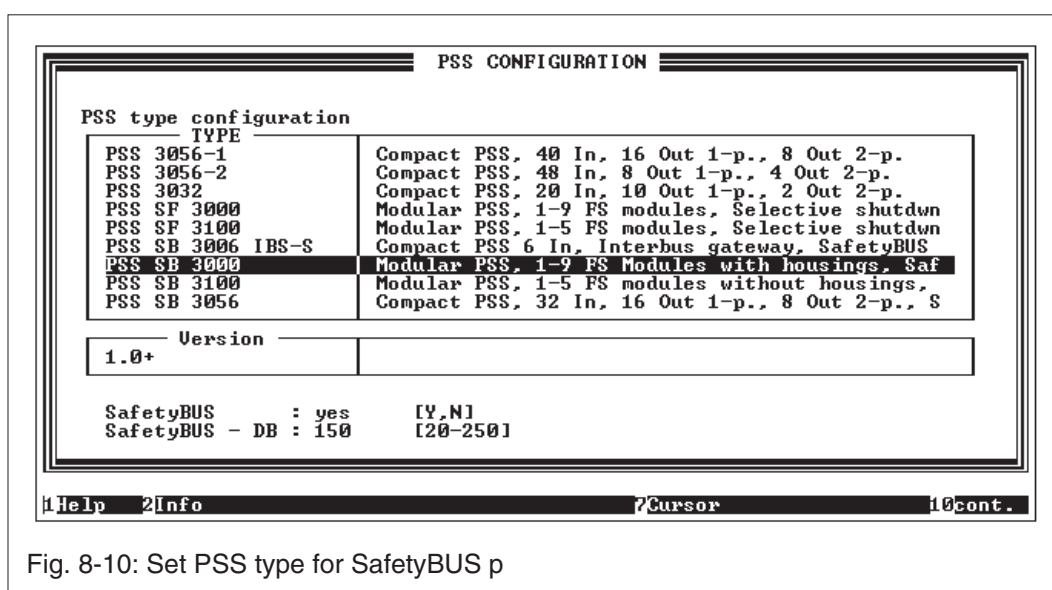 PSS CONFIGURATION
PSS type configuration
TYPE
PSS 3056-1 Compact PSS, 40 In, 16 Out 1-p., 8 Out 2-p.
PSS 3056-2 Compact PSS, 48 In, 8 Out 1-p., 4 Out 2-p.
PSS 3032 Compact PSS, 20 In, 10 Out 1-p., 2 Out 2-p.
PSS SF 3000 Modular PSS, 1-9 FS modules, Selective shutdwn
PSS SF 3100 Modular PSS, 1-5 FS modules, Selective shutdwn
PSS SB 3006 IBS-S Compact PSS 6 In, Interbus gateway, SafetyBUS
PSS SB 3000 Modular PSS, 1-9 FS Modules with housings, Saf
PSS SB 3100 Modular PSS, 1-5 FS modules without housings,
PSS SB 3056 Compact PSS, 32 In, 16 Out 1-p., 8 Out 2-p., S
Version
1.0+
SafetyBUS : yes [Y,N]
SafetyBUS - DB : 150 [20-250]
1Help 2Info 7Cursor 10cont.
Fig. 8-10: Set PSS type for SafetyBUS p